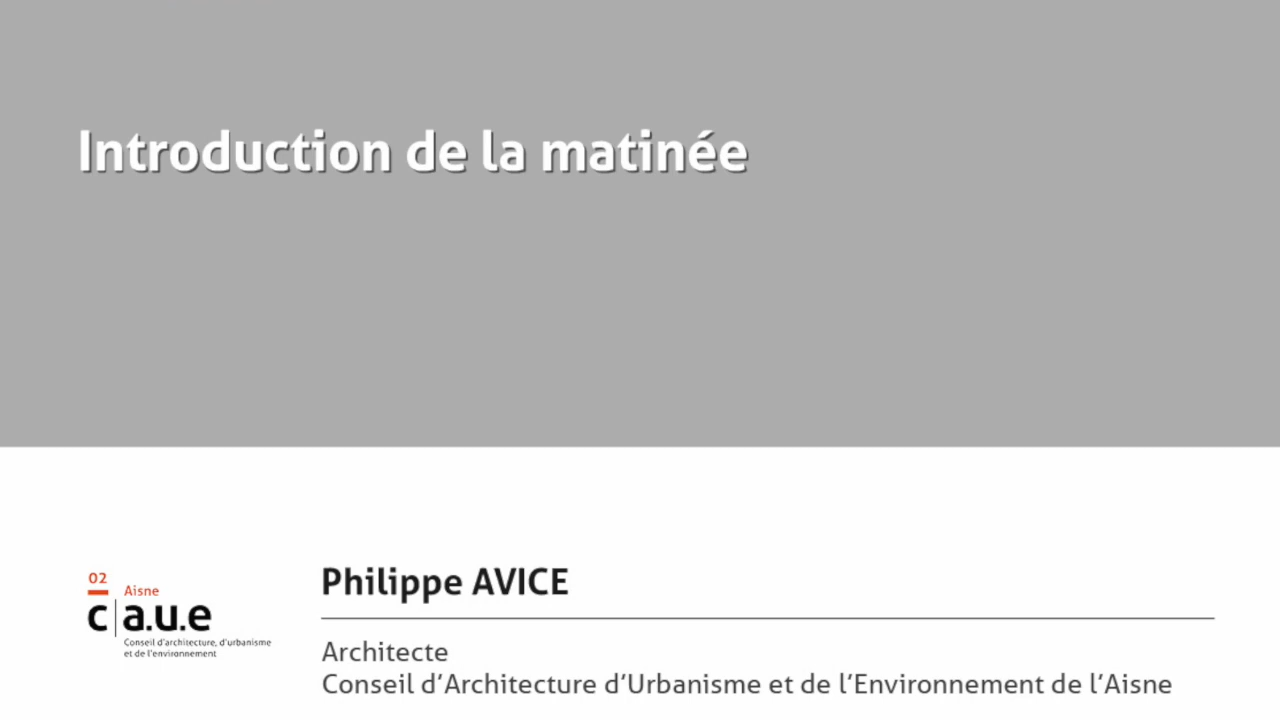 Introduction de la matinée
02
Aisne
c|a.u.e
Conseil d'architecture, d'urbanisme
et de l'environnement
Philippe AVICE
Architecte
Conseil d'Architecture d'Urbanisme et de l'Environnement de l'Aisne